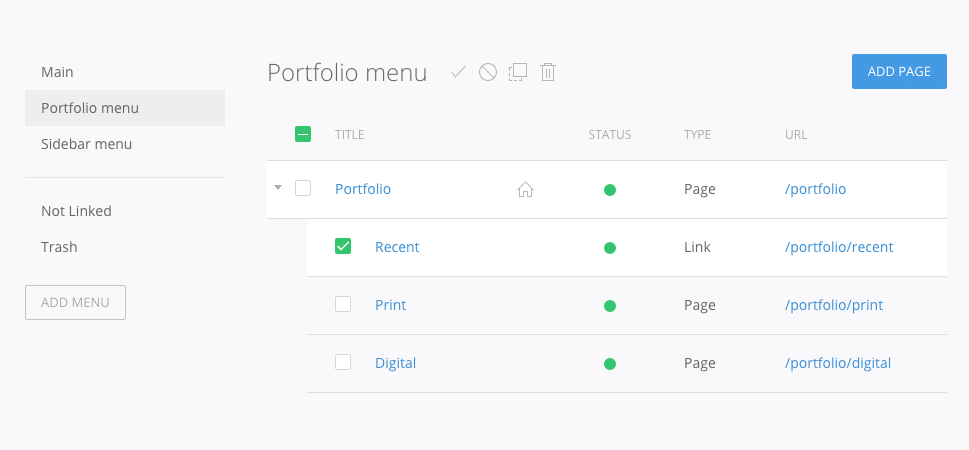 Main
Portfolio menu
Sidebar menu
Not Linked
Trash
ADD MENU
Portfolio menu
ADD PAGE
TITLE STATUS TYPE URL
Portfolio Page /portfolio
Recent Link /portfolio/recent
Print Page /portfolio/print
Digital Page /portfolio/digital